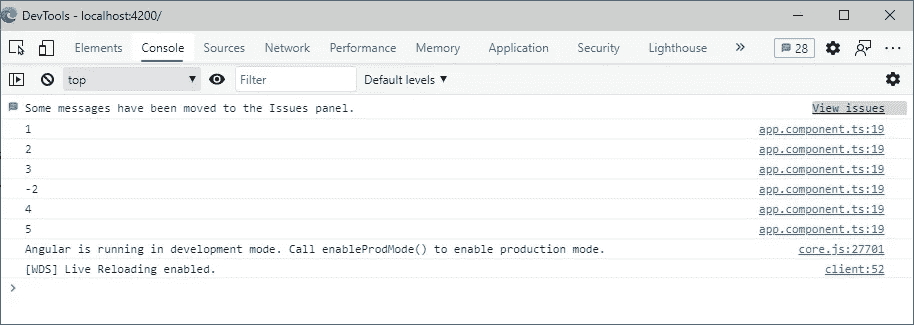 DevTools - localhost:4200/
Elements Console Sources Network Performance Memory Application Security Lighthouse » 28
top Filter Default levels
Some messages have been moved to the Issues panel. View issues
1 app.component.ts:19
2 app.component.ts:19
3 app.component.ts:19
-2 app.component.ts:19
4 app.component.ts:19
5 app.component.ts:19
Angular is running in development mode. Call enableProdMode() to enable production mode. core.js:27701
[WDS] Live Reloading enabled. client:52